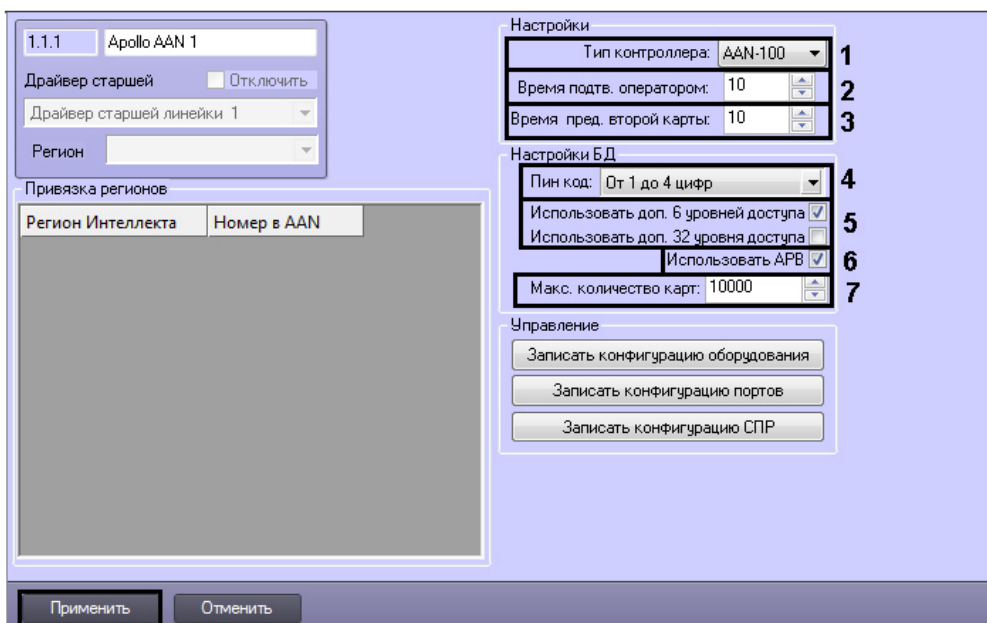 1.1.1 Apollo AAN 1
Драйвер старшей Отключить
Драйвер старшей линейки 1
Регион
Привязка регионов
Регион Интеллекта Номер в AAN
Настройки
Тип контроллера: AAN-100 1
Время подтв. оператором: 10 2
Время пред. второй карты: 10 3
Настройки БД
Пин код: От 1 до 4 цифр 4
Использовать доп. 6 уровней доступа
5
Использовать доп. 32 уровня доступа
Использовать APB 6
Макс. количество карт: 10000 7
Управление
Записать конфигурацию оборудования
Записать конфигурацию портов
Записать конфигурацию СПР
Применить Отменить